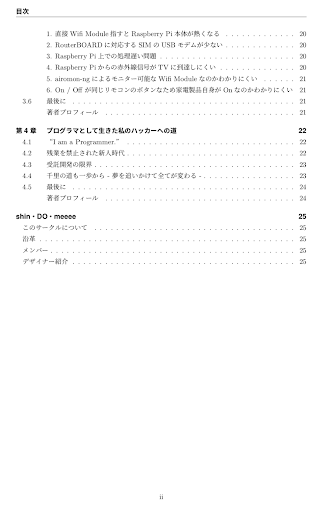 目次
1. 直接 Wifi Module 指すと Raspberry Pi 本体が熱くなる . . . . . . . . . . . . 20
2. RouterBOARD に対応する SIM の USB モデムが少ない . . . . . . . . . . . . 20
3. Raspberry Pi 上での処理遅い問題 . . . . . . . . . . . . . . . . . . . . . . . 20
4. Raspberry Pi からの赤外線信号が TV に到達しにくい . . . . . . . . . . . . . 20
5. airomon-ng によるモニター可能な Wifi Module なのかわかりにくい . . . . . . 21
6. On / Off が同じリモコンのボタンなため家電製品自身が On なのかわかりにくい 21
3.6 最後に . . . . . . . . . . . . . . . . . . . . . . . . . . . . . . . . . . . . 21
著者プロフィール . . . . . . . . . . . . . . . . . . . . . . . . . . . . . . . 21
第 4 章 プログラマとして生きた私のハッカーへの道 22
4.1 "I am a Programmer." . . . . . . . . . . . . . . . . . . . . . . . . . . . . 22
4.2 残業を禁止された新人時代 . . . . . . . . . . . . . . . . . . . . . . . . . . . 22
4.3 受託開発の限界 . . . . . . . . . . . . . . . . . . . . . . . . . . . . . . . . 23
4.4 千里の道も一歩から - 夢を追いかけて全てが変わる - . . . . . . . . . . . . . . . 23
4.5 最後に . . . . . . . . . . . . . . . . . . . . . . . . . . . . . . . . . . . . 24
著者プロフィール . . . . . . . . . . . . . . . . . . . . . . . . . . . . . . . 24
shin・DO・meeee 25
このサークルについて . . . . . . . . . . . . . . . . . . . . . . . . . . . . . . . . 25
沿革 . . . . . . . . . . . . . . . . . . . . . . . . . . . . . . . . . . . . . . . . 25
メンバー . . . . . . . . . . . . . . . . . . . . . . . . . . . . . . . . . . . . . . 25
デザイナー紹介 . . . . . . . . . . . . . . . . . . . . . . . . . . . . . . . . . . . 25
ii